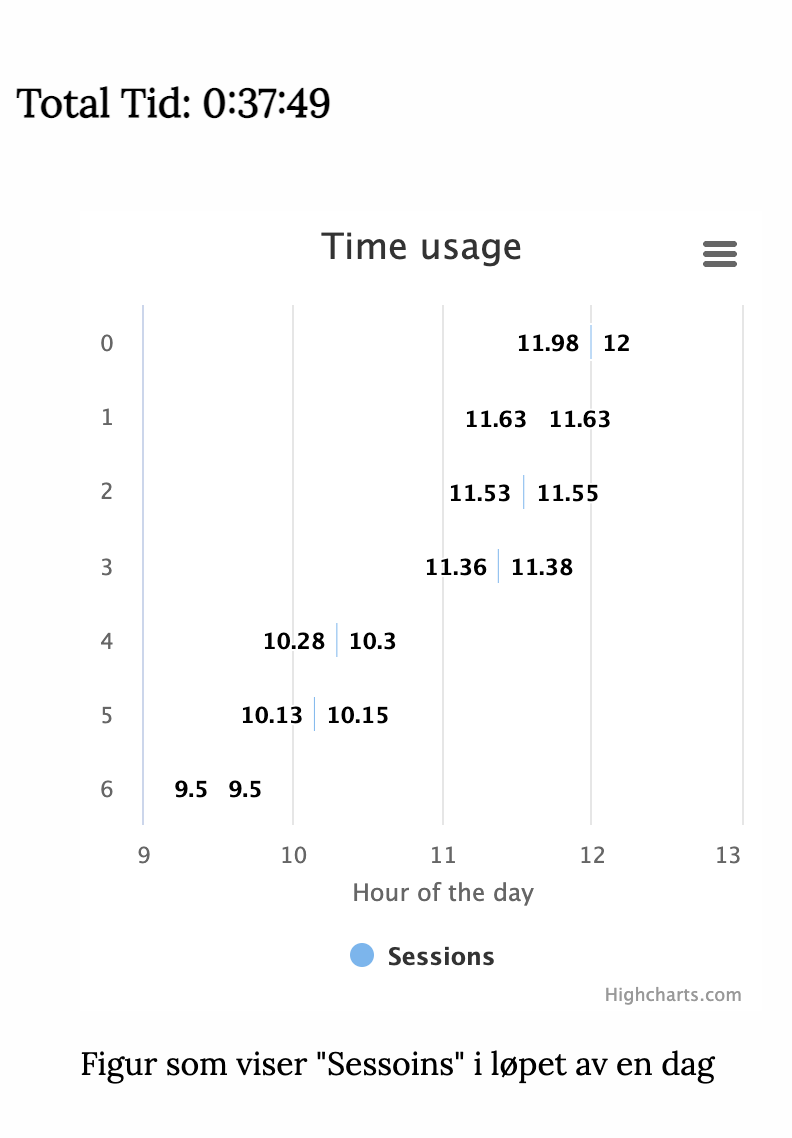 Total Tid: 0:37:49
Time usage
0 11.98 12
1 11.63 11.63
2 11.53 11.55
3 11.36 11.38
4 10.28 10.3
5 10.13 10.15
6 9.5 9.5
9 10 11 12 13
Hour of the day
Sessions
Highcharts.com
Figur som viser "Sessoins" i løpet av en dag